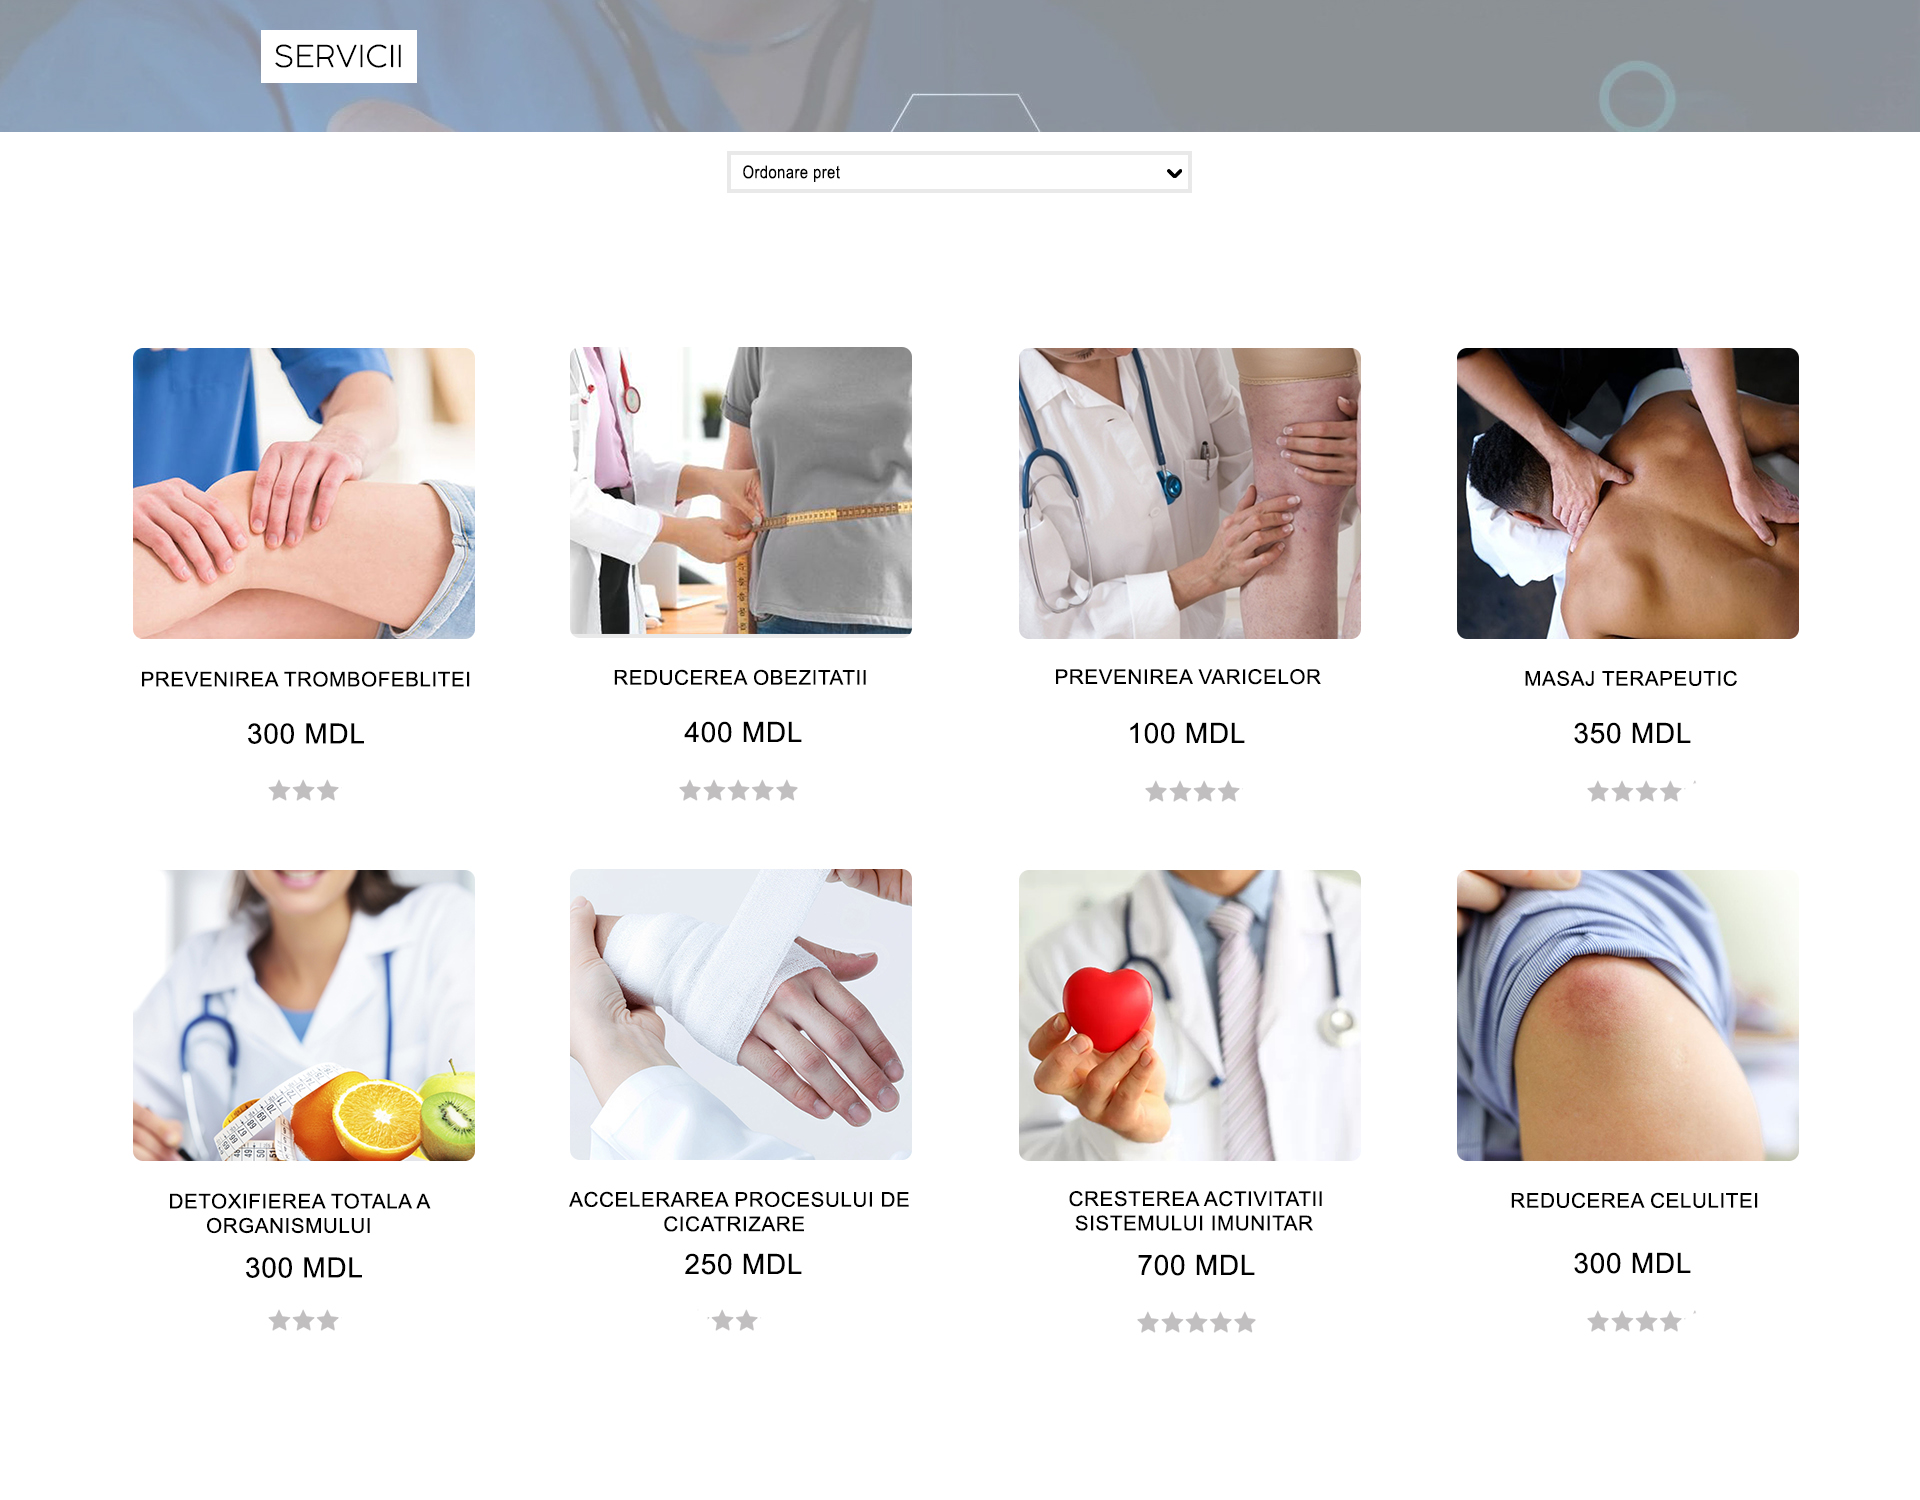 SERVICII
Ordonare pret
PREVENIREA TROMBOFEBLITEI
REDUCEREA OBEZITATII
PREVENIREA VARICELOR
MASAJ TERAPEUTIC
300 MDL
400 MDL
100 MDL
350 MDL
DETOXIFIEREA TOTALA A
ORGANISMULUI
ACCELERAREA PROCESULUI DE
CICATRIZARE
CRESTEREA ACTIVITATII
SISTEMULUI IMUNITAR
REDUCEREA CELULITEI
300 MDL
250 MDL
700 MDL
300 MDL